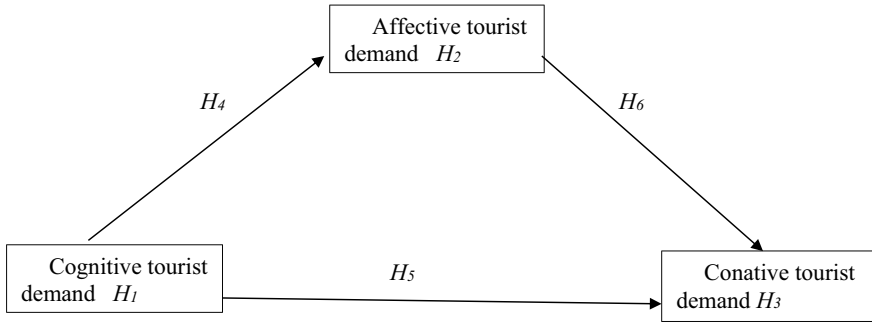 Affective tourist
demand H2
H4
H6
Cognitive tourist
demand H1
H5
Conative tourist
demand H3